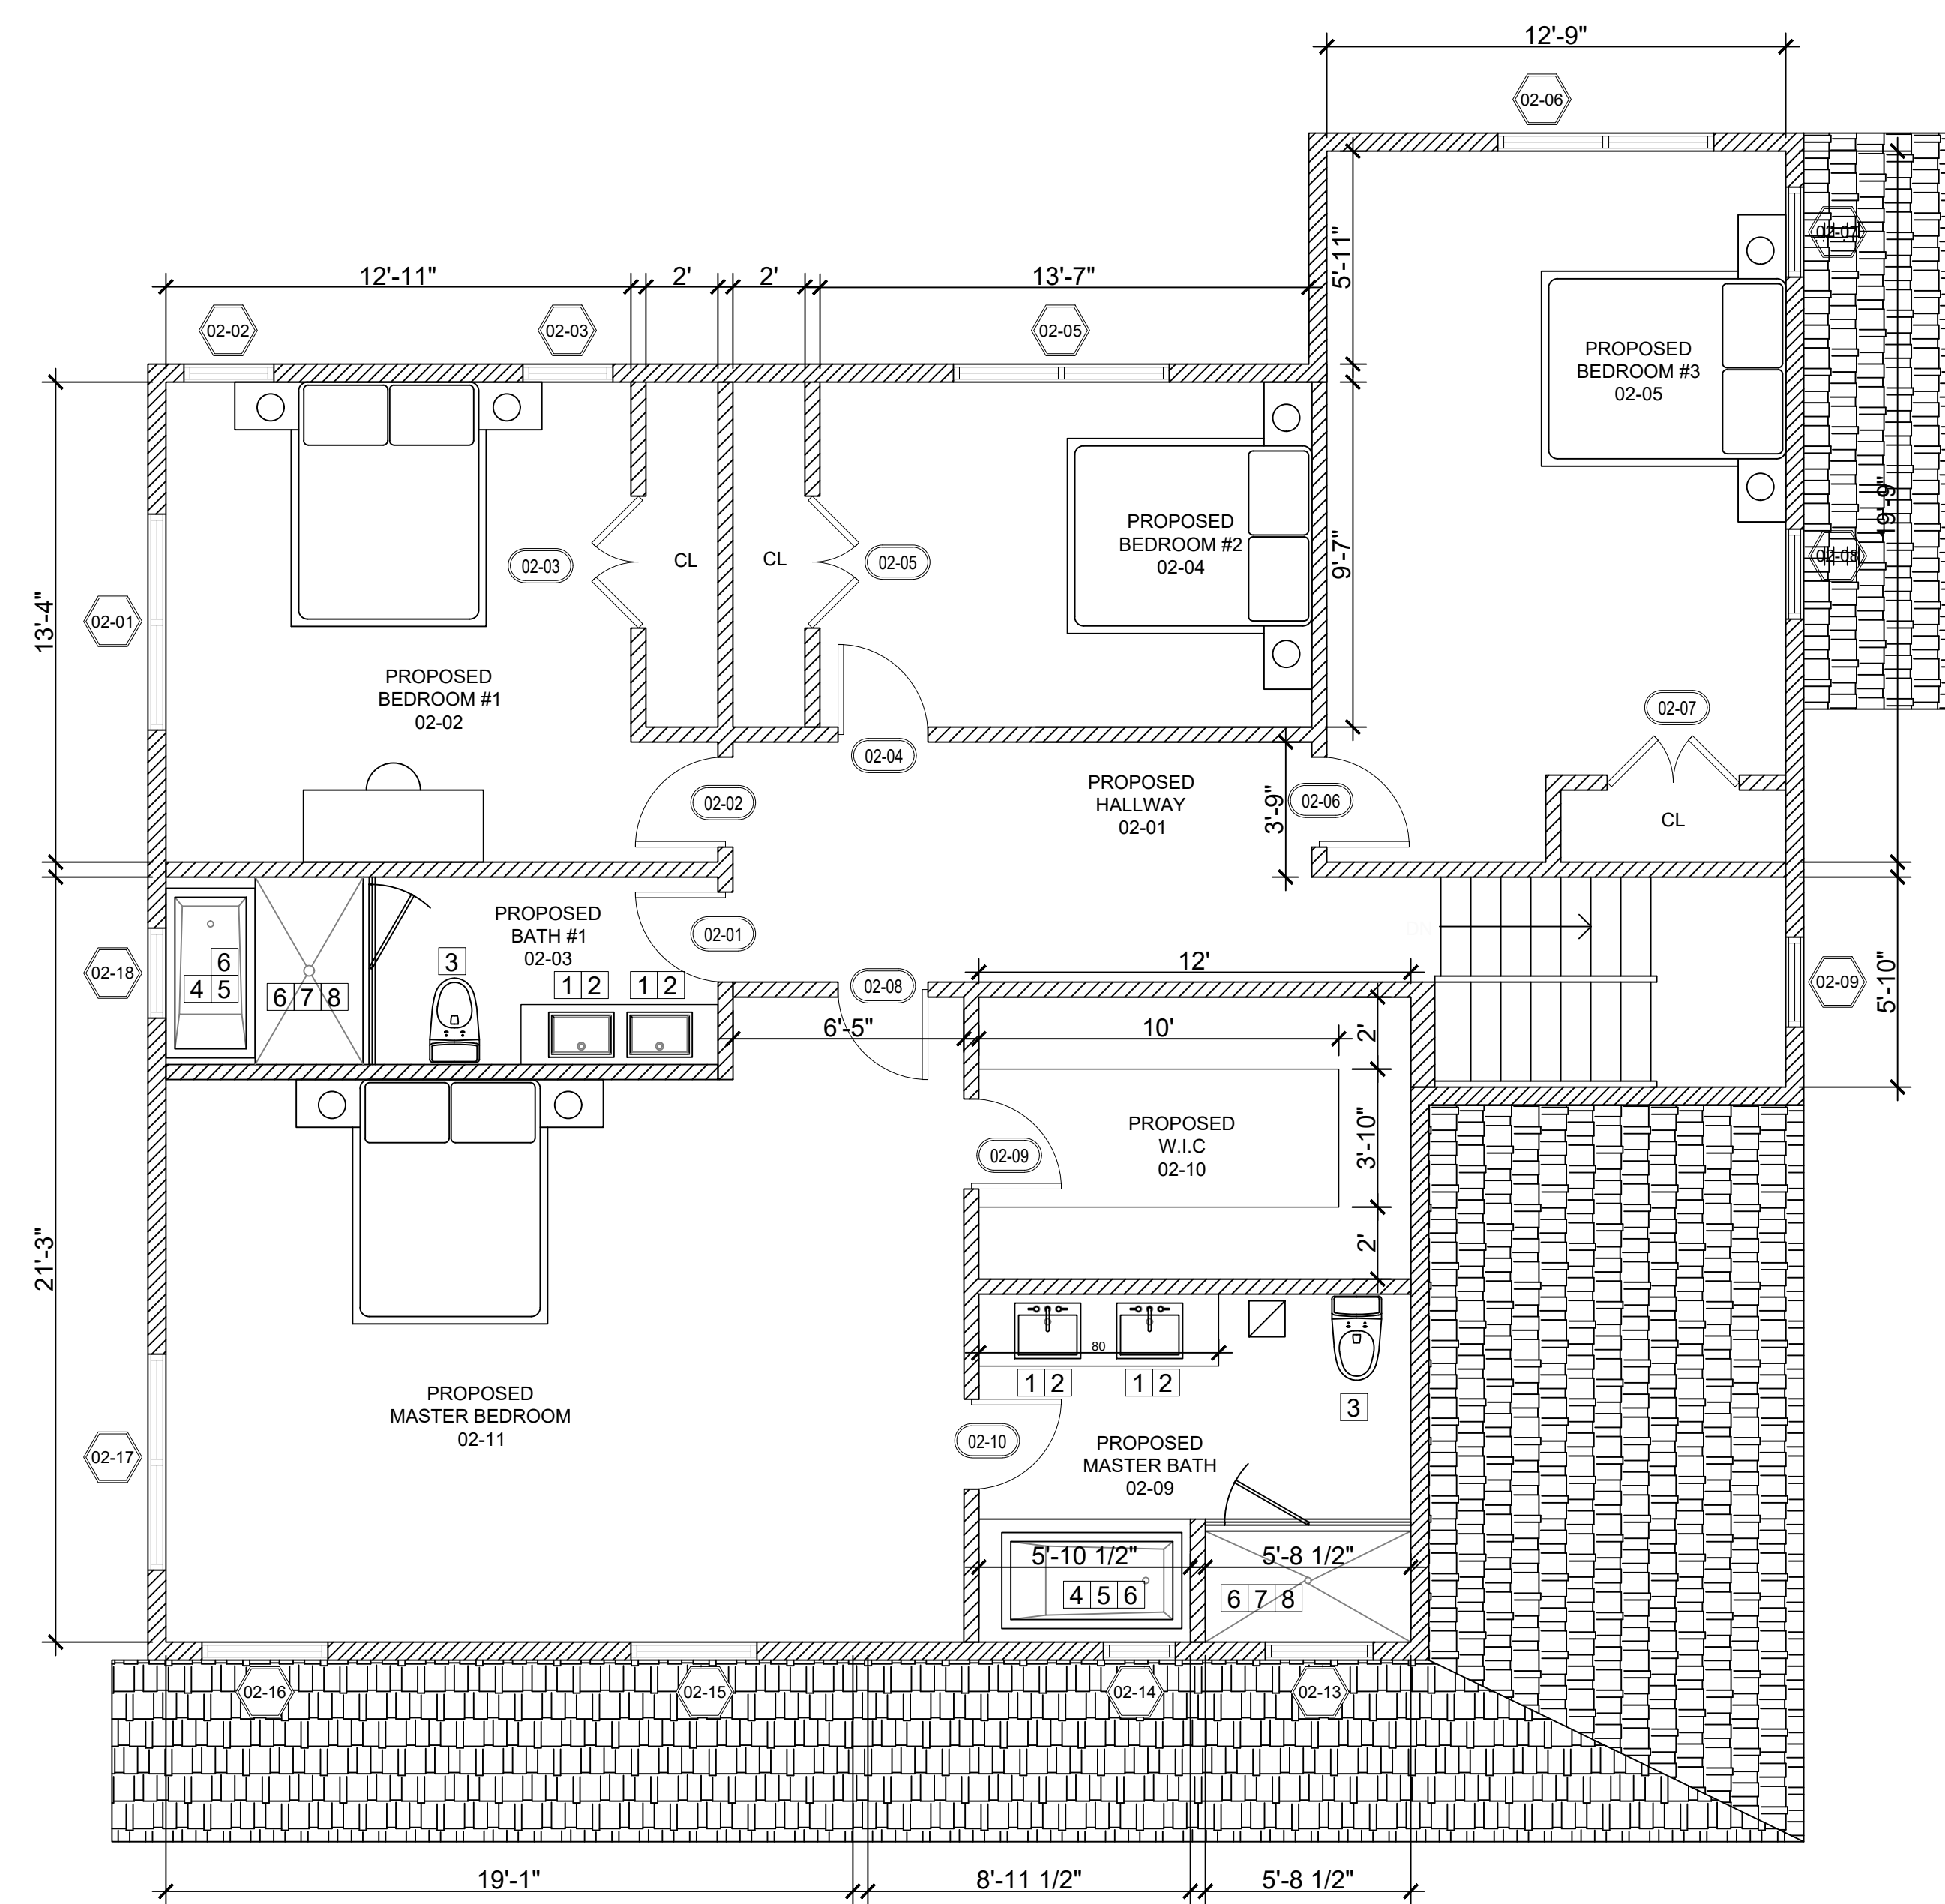 12'-9"
02-06
12'-11"
2'
2'
13'-7"
5'-11"
02-07
02-02
02-03
02-05
PROPOSED
BEDROOM #3
02-05
19'-9"
02-08
PROPOSED
BEDROOM #2
02-04
9'-7"
02-03
CL
CL
02-05
13'-4"
02-01
PROPOSED
BEDROOM #1
02-02
02-07
02-04
PROPOSED
HALLWAY
02-01
3'-9"
02-02
02-06
CL
PROPOSED
BATH #1
02-03
02-01
02-18
6
4 5
6 7 8
3
1 2
1 2
02-08
12'
02-09
5'-10"
6'-5"
10'
2'
PROPOSED
W.I.C
02-10
3'-10"
02-09
21'-3"
2'
80
1 2
1 2
3
PROPOSED
MASTER BEDROOM
02-11
02-17
02-10
PROPOSED
MASTER BATH
02-09
5'-10 1/2"
5'-8 1/2"
4 5 6
6 7 8
02-16
02-15
02-14
02-13
19'-1"
8'-11 1/2"
5'-8 1/2"